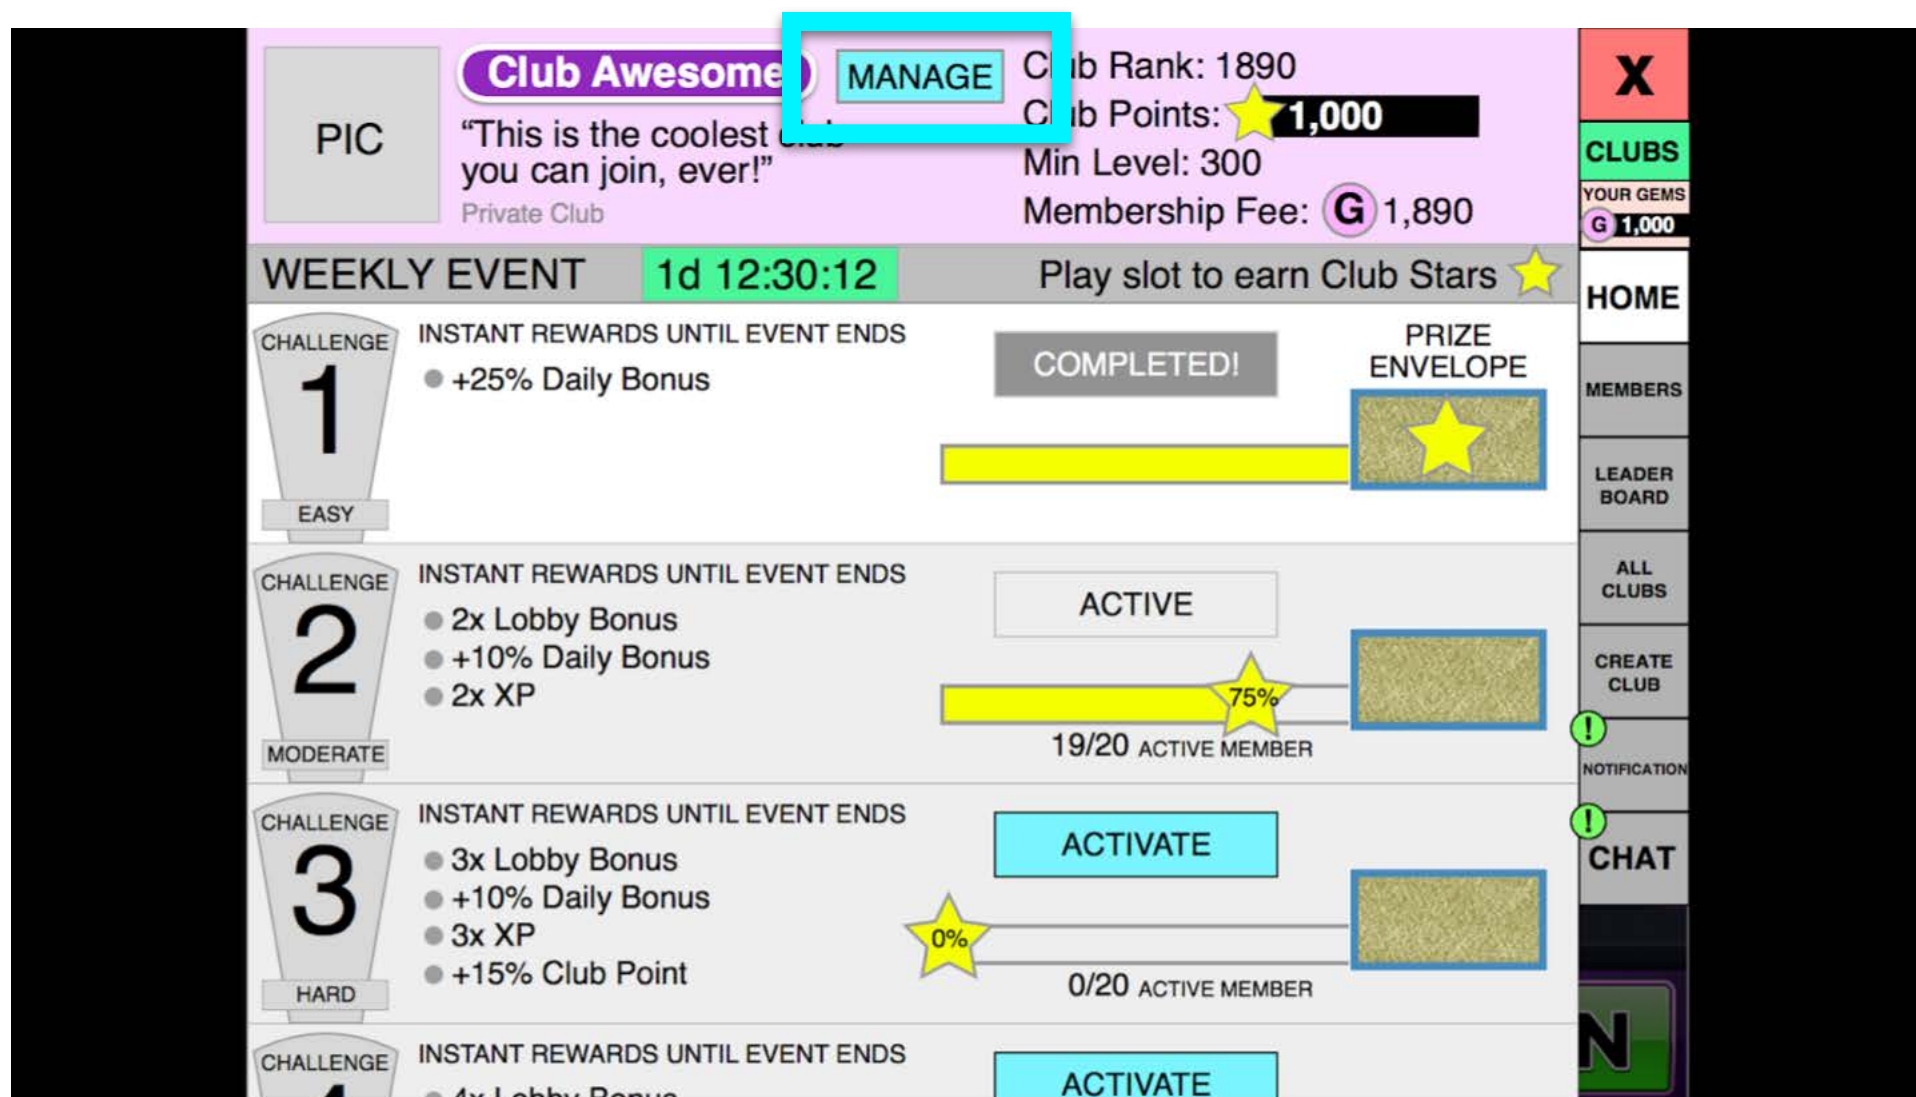 PIC
Club Awesome
MANAGE
“This is the coolest club
you can join, ever!”
Private Club
Club Rank: 1890
Club Points: 1,000
Min Level: 300
Membership Fee: G 1,890
X
CLUBS
YOUR GEMS
G 1,000
HOME
MEMBERS
LEADER
BOARD
ALL
CLUBS
CREATE
CLUB
!
NOTIFICATION
!
CHAT
N
WEEKLY EVENT 1d 12:30:12 Play slot to earn Club Stars
CHALLENGE
1
EASY
INSTANT REWARDS UNTIL EVENT ENDS
+25% Daily Bonus
COMPLETED!
PRIZE
ENVELOPE
CHALLENGE
2
MODERATE
INSTANT REWARDS UNTIL EVENT ENDS
2x Lobby Bonus
+10% Daily Bonus
2x XP
ACTIVE
75%
19/20 ACTIVE MEMBER
CHALLENGE
3
HARD
INSTANT REWARDS UNTIL EVENT ENDS
3x Lobby Bonus
+10% Daily Bonus
3x XP
+15% Club Point
ACTIVATE
0%
0/20 ACTIVE MEMBER
CHALLENGE
INSTANT REWARDS UNTIL EVENT ENDS
4x Lobby Bonus
ACTIVATE